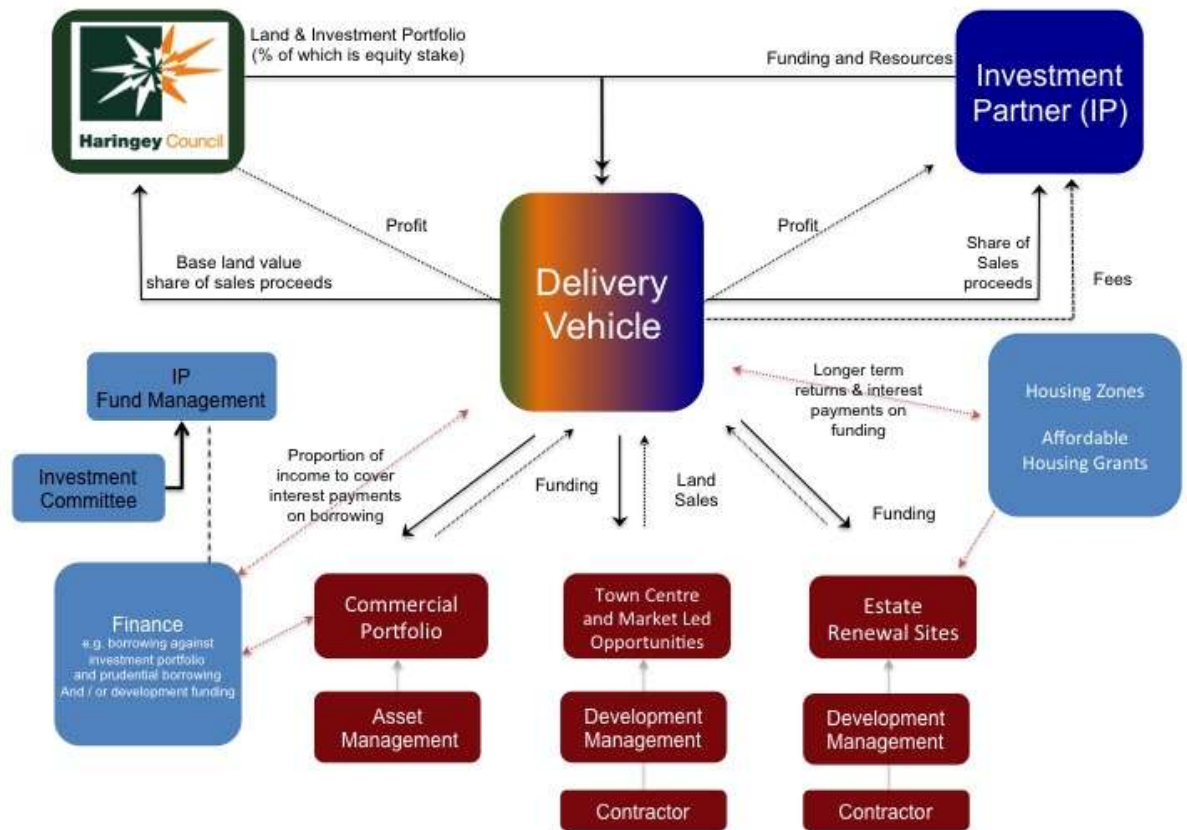 Land & Investment Portfolio
(% of which is equity stake)
Funding and Resources
Haringey Council
Investment
Partner (IP)
Profit
Profit
Base land value
share of sales proceeds
Delivery
Vehicle
Share of
Sales
proceeds
Fees
IP
Fund Management
Investment
Committee
Proportion of
income to cover
interest payments
on borrowing
Longer term
returns & interest
payments on
funding
Housing Zones
Affordable
Housing Grants
Funding
Land
Sales
Funding
Finance
e.g. borrowing against
investment portfolio
and prudential borrowing
And / or development funding
Commercial
Portfolio
Town Centre
and Market Led
Opportunities
Estate
Renewal Sites
Asset
Management
Development
Management
Development
Management
Contractor
Contractor